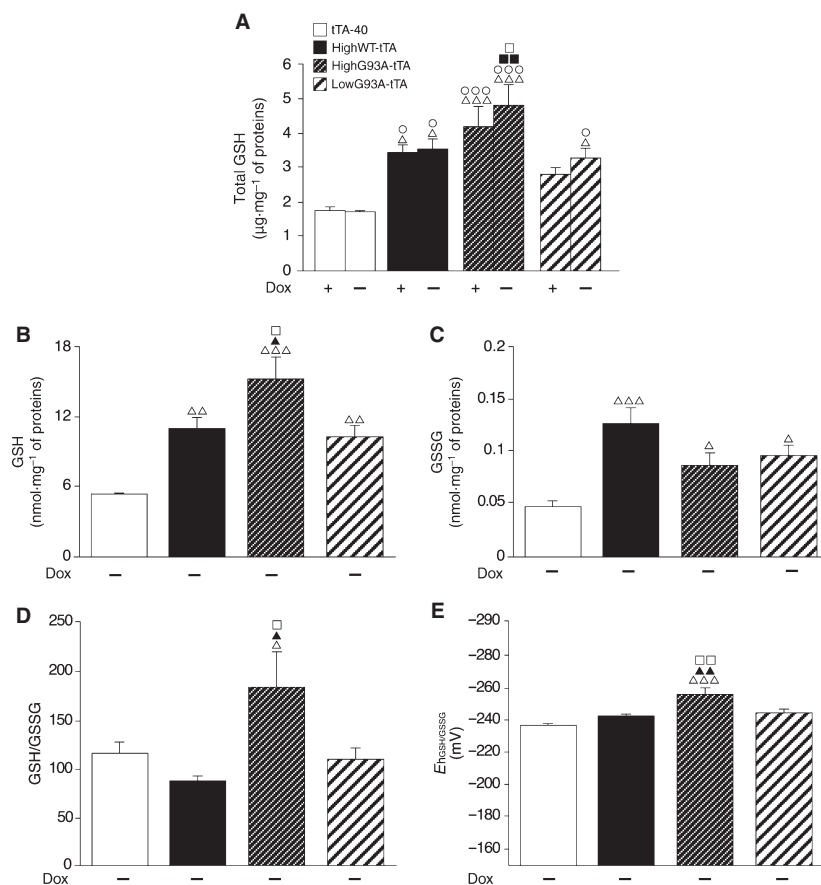 A
tTA-40
HighWT-tTA
HighG93A-tTA
LowG93A-tTA
Total GSH
(µg·mg⁻¹ of proteins)
6
5
4
3
2
1
0
Dox + − + − + − + −
B
GSH
(nmol·mg⁻¹ of proteins)
18
12
6
0
Dox − − − −
C
GSSG
(nmol·mg⁻¹ of proteins)
0.2
0.15
0.1
0.05
0
Dox − − − −
D
GSH/GSSG
250
200
150
100
50
0
Dox − − − −
E
EhGSH/GSSG
(mV)
−290
−280
−260
−240
−220
−200
−180
−160
Dox − − − −